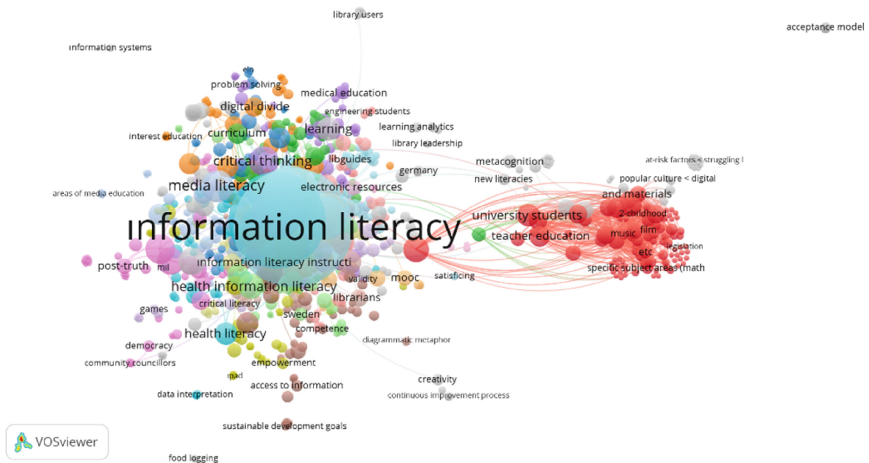 library users
acceptance model
information systems
eln
problem solving
medical education
digital divide
engineering students
interest education
curriculum
learning
learning analytics
library leadership
critical thinking
libguides
metacognition
at-risk factors < struggling l
germany
new literacies
popular culture < digital
media literacy
electronic resources
areas of media education
and materials
2-childhood
information literacy
university students
music
film
teacher education
legislation
etc
post-truth
mil
information literacy instructi
specific subject areas (math
satisficing
validity
mooc
health information literacy
librarians
critical literacy
games
sweden
competence
health literacy
diagrammatic metaphor
democracy
community councillors
empowerment
creativity
access to information
data interpretation
continuous improvement process
sustainable development goals
VOSviewer
food logging